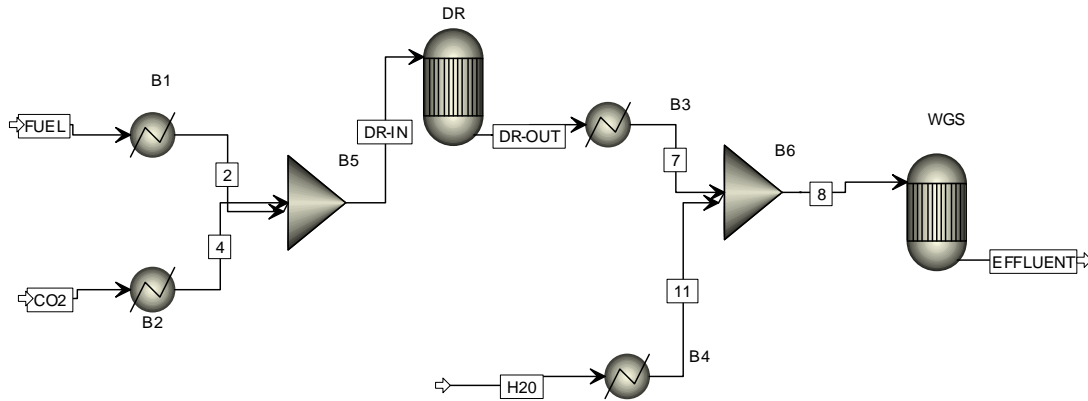 DR
B1
FUEL
2
B5
DR-IN
DR-OUT
B3
7
B6
WGS
8
EFFLUENT
4
CO2
B2
11
B4
H20